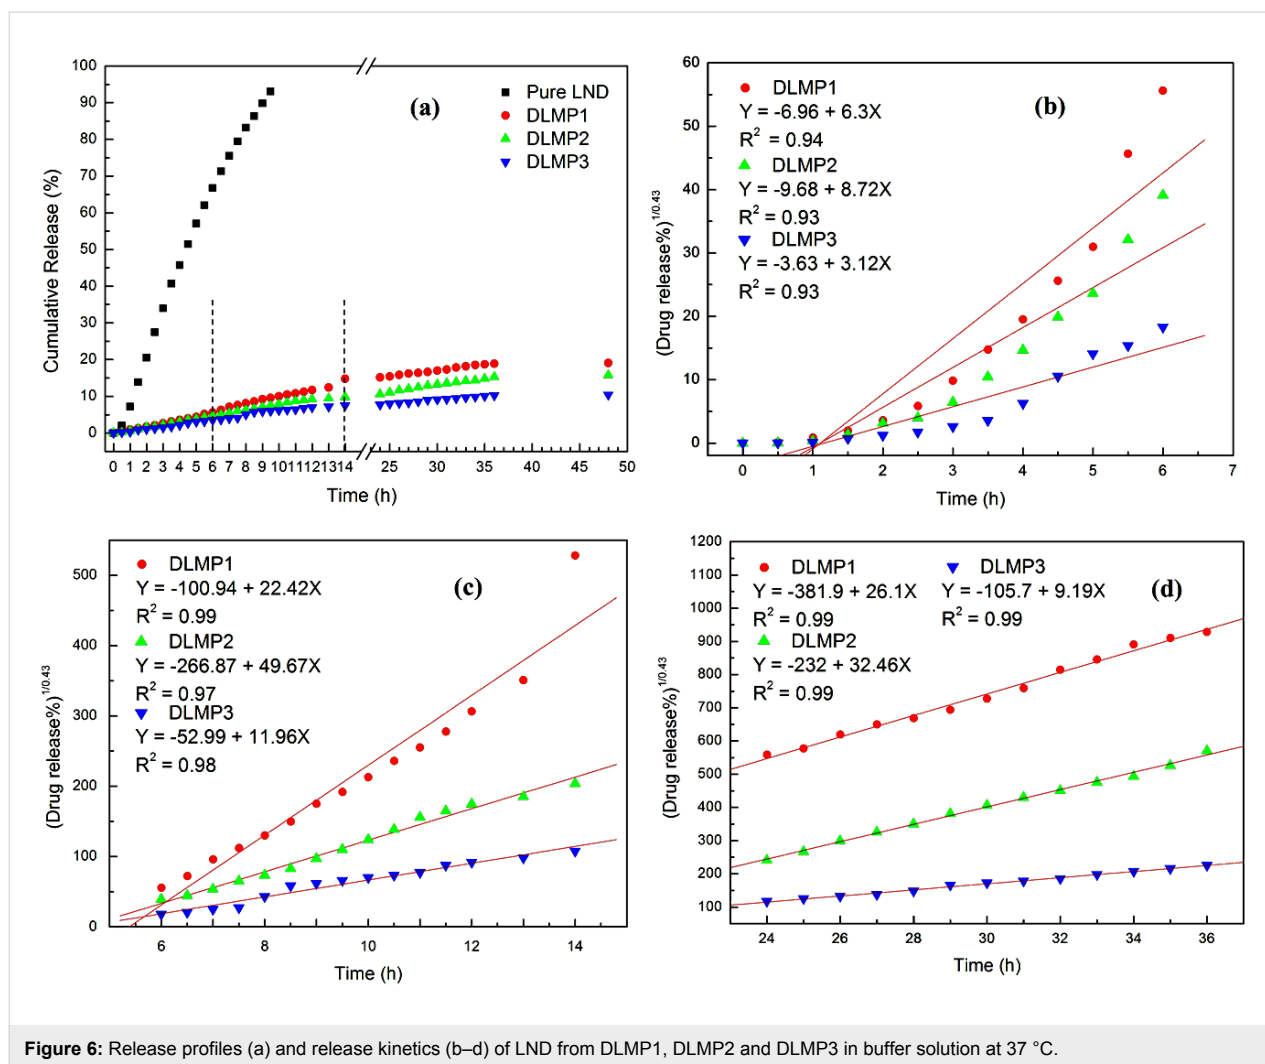 100
90
80
70
60
50
40
30
20
10
0
Cumulative Release (%)
Pure LND
DLMP1
DLMP2
DLMP3
(a)
0 1 2 3 4 5 6 7 8 9 10 11 12 13 14 25 30 35 40 45 50
Time (h)
60
50
40
30
20
10
0
(Drug release%)^1/0.43
DLMP1
Y = -6.96 + 6.3X
R² = 0.94
DLMP2
Y = -9.68 + 8.72X
R² = 0.93
DLMP3
Y = -3.63 + 3.12X
R² = 0.93
(b)
0 1 2 3 4 5 6 7
Time (h)
500
400
300
200
100
0
(Drug release%)^1/0.43
DLMP1
Y = -100.94 + 22.42X
R² = 0.99
DLMP2
Y = -266.87 + 49.67X
R² = 0.97
DLMP3
Y = -52.99 + 11.96X
R² = 0.98
(c)
6 8 10 12 14
Time (h)
1200
1100
1000
900
800
700
600
500
400
300
200
100
(Drug release%)^1/0.43
DLMP1
Y = -381.9 + 26.1X
R² = 0.99
DLMP2
Y = -232 + 32.46X
R² = 0.99
DLMP3
Y = -105.7 + 9.19X
R² = 0.99
(d)
24 26 28 30 32 34 36
Time (h)
Figure 6: Release profiles (a) and release kinetics (b–d) of LND from DLMP1, DLMP2 and DLMP3 in buffer solution at 37 °C.